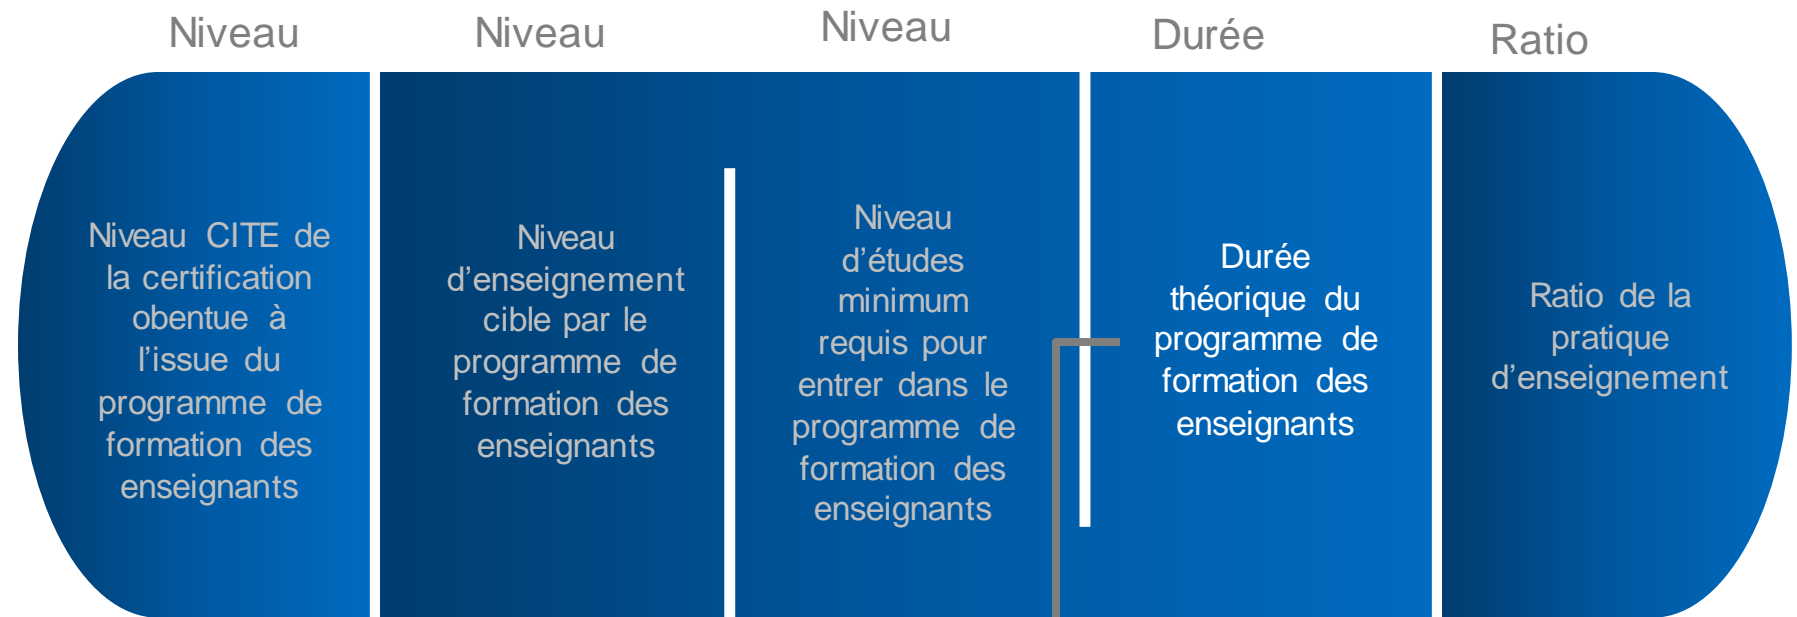 Niveau
Niveau
Niveau
Durée
Ratio
Niveau CITE de
la certification
obentue à
l’issue du
programme de
formation des
enseignants
Niveau
d’enseignement
cible par le
programme de
formation des
enseignants
Niveau
d’études
minimum
requis pour
entrer dans le
programme de
formation des
enseignants
Durée
théorique du
programme de
formation des
enseignants
Ratio de la
pratique
d’enseignement